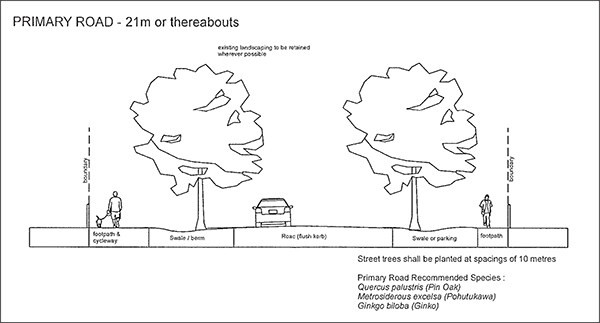 PRIMARY ROAD - 21m or thereabouts
existing landscaping to be retained
wherever possible
boundary
boundary
footpath &
cycleway
Swale / berm
Road (flush kerb)
Swale or parking
footpath
Street trees shall be planted at spacings of 10 metres
Primary Road Recommended Species :
Quercus palustris (Pin Oak)
Metrosiderous excelsa (Pohutukawa)
Ginkgo biloba (Ginko)